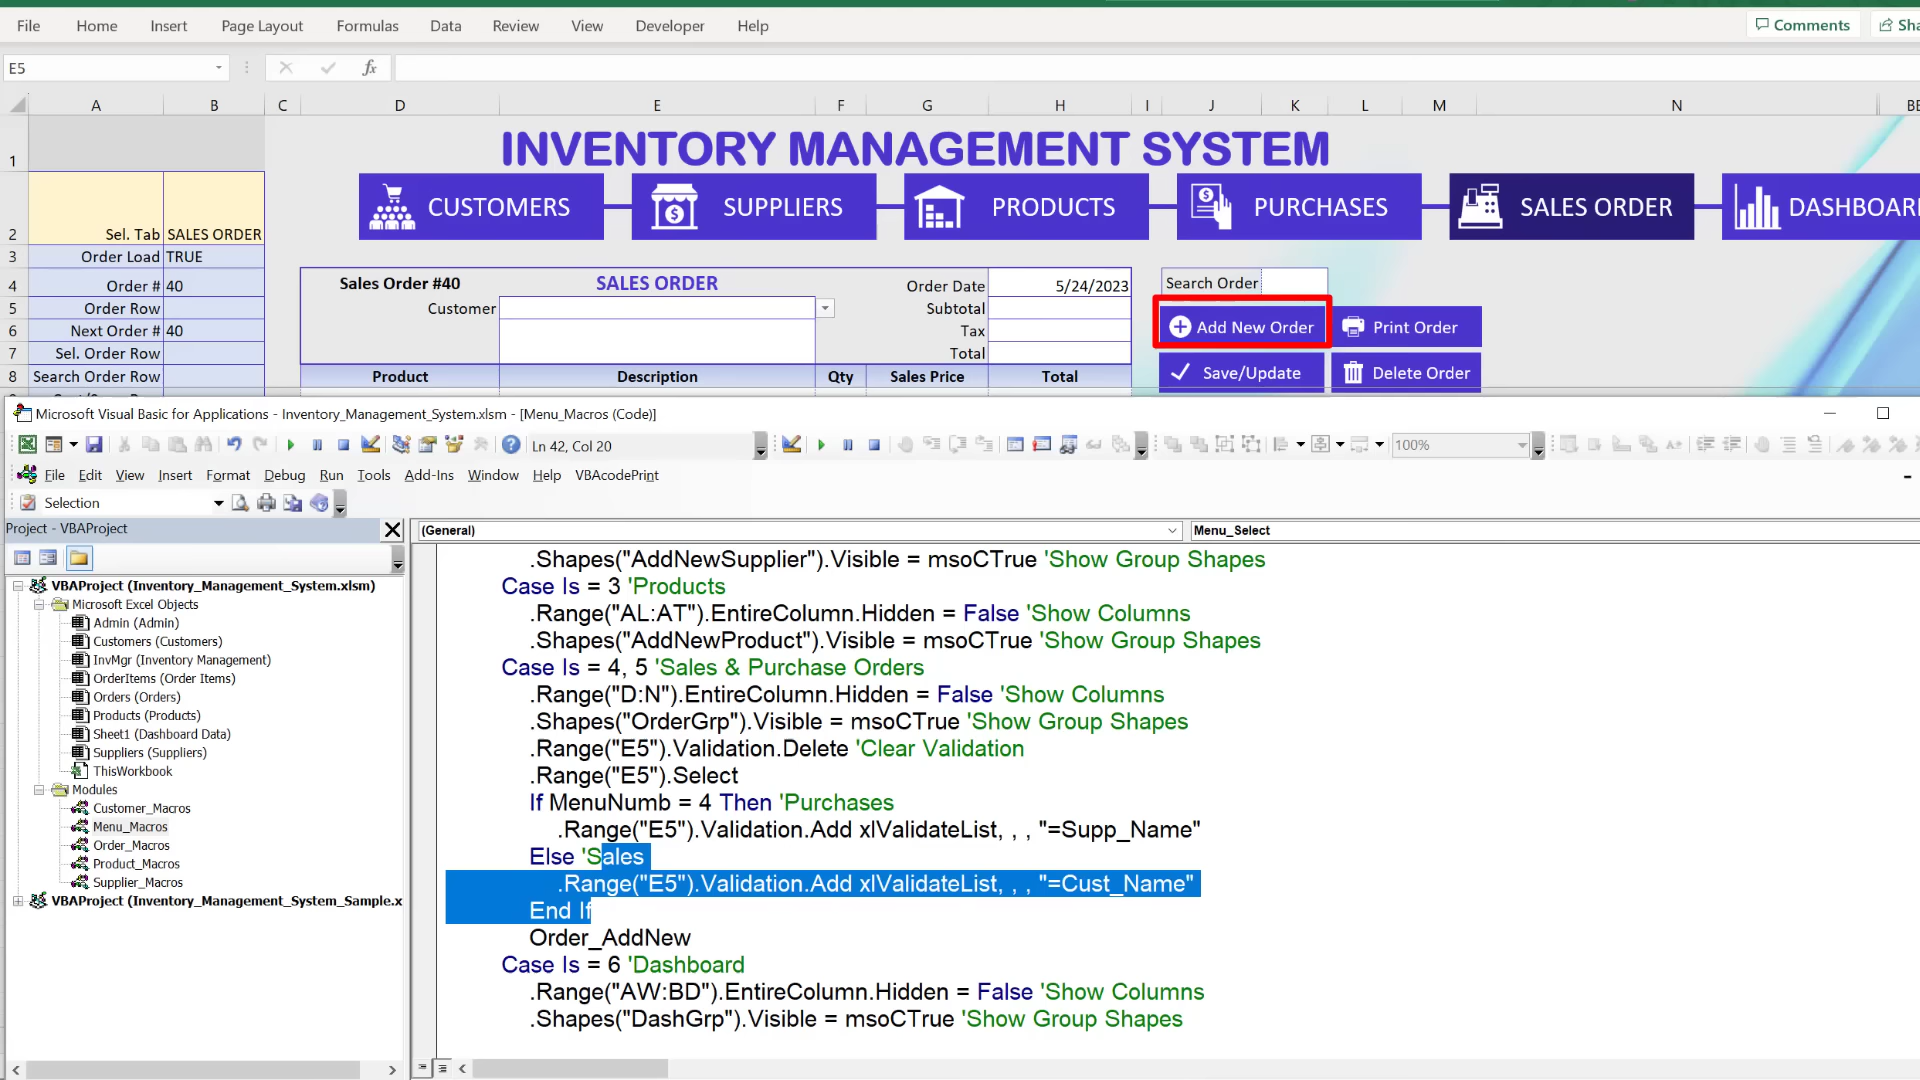 File Home Insert Page Layout Formulas Data Review View Developer Help Comments
E5 fx
A B C D E F G H I J K L M N
1 INVENTORY MANAGEMENT SYSTEM
CUSTOMERS SUPPLIERS PRODUCTS PURCHASES SALES ORDER
2 Sel. Tab SALES ORDER
3 Order Load TRUE
4 Order # 40 Sales Order #40 SALES ORDER Order Date 5/24/2023 Search Order
5 Order Row Customer Subtotal
Add New Order Print Order
6 Next Order # 40 Tax
7 Sel. Order Row Total
8 Search Order Row Product Description Qty Sales Price Total
Save/Update Delete Order
Microsoft Visual Basic for Applications - Inventory_Management_System.xlsm - [Menu_Macros (Code)]
Ln 42, Col 20 100%
File Edit View Insert Format Debug Run Tools Add-Ins Window Help VBAcodePrint
Selection
Project - VBAProject
(General) Menu_Select
VBAProject (Inventory_Management_System.xlsm)
Microsoft Excel Objects
Admin (Admin)
Customers (Customers)
InvMgr (Inventory Management)
OrderItems (Order Items)
Orders (Orders)
Products (Products)
Sheet1 (Dashboard Data)
Suppliers (Suppliers)
ThisWorkbook
Modules
Customer_Macros
Menu_Macros
Order_Macros
Product_Macros
Supplier_Macros
VBAProject (Inventory_Management_System_Sample.x
.Shapes("AddNewSupplier").Visible = msoCTrue 'Show Group Shapes
Case Is = 3 'Products
.Range("AL:AT").EntireColumn.Hidden = False 'Show Columns
.Shapes("AddNewProduct").Visible = msoCTrue 'Show Group Shapes
Case Is = 4, 5 'Sales & Purchase Orders
.Range("D:N").EntireColumn.Hidden = False 'Show Columns
.Shapes("OrderGrp").Visible = msoCTrue 'Show Group Shapes
.Range("E5").Validation.Delete 'Clear Validation
.Range("E5").Select
If MenuNumb = 4 Then 'Purchases
.Range("E5").Validation.Add xlValidateList, , , "=Supp_Name"
Else 'Sales
.Range("E5").Validation.Add xlValidateList, , , "=Cust_Name"
End If
Order_AddNew
Case Is = 6 'Dashboard
.Range("AW:BD").EntireColumn.Hidden = False 'Show Columns
.Shapes("DashGrp").Visible = msoCTrue 'Show Group Shapes